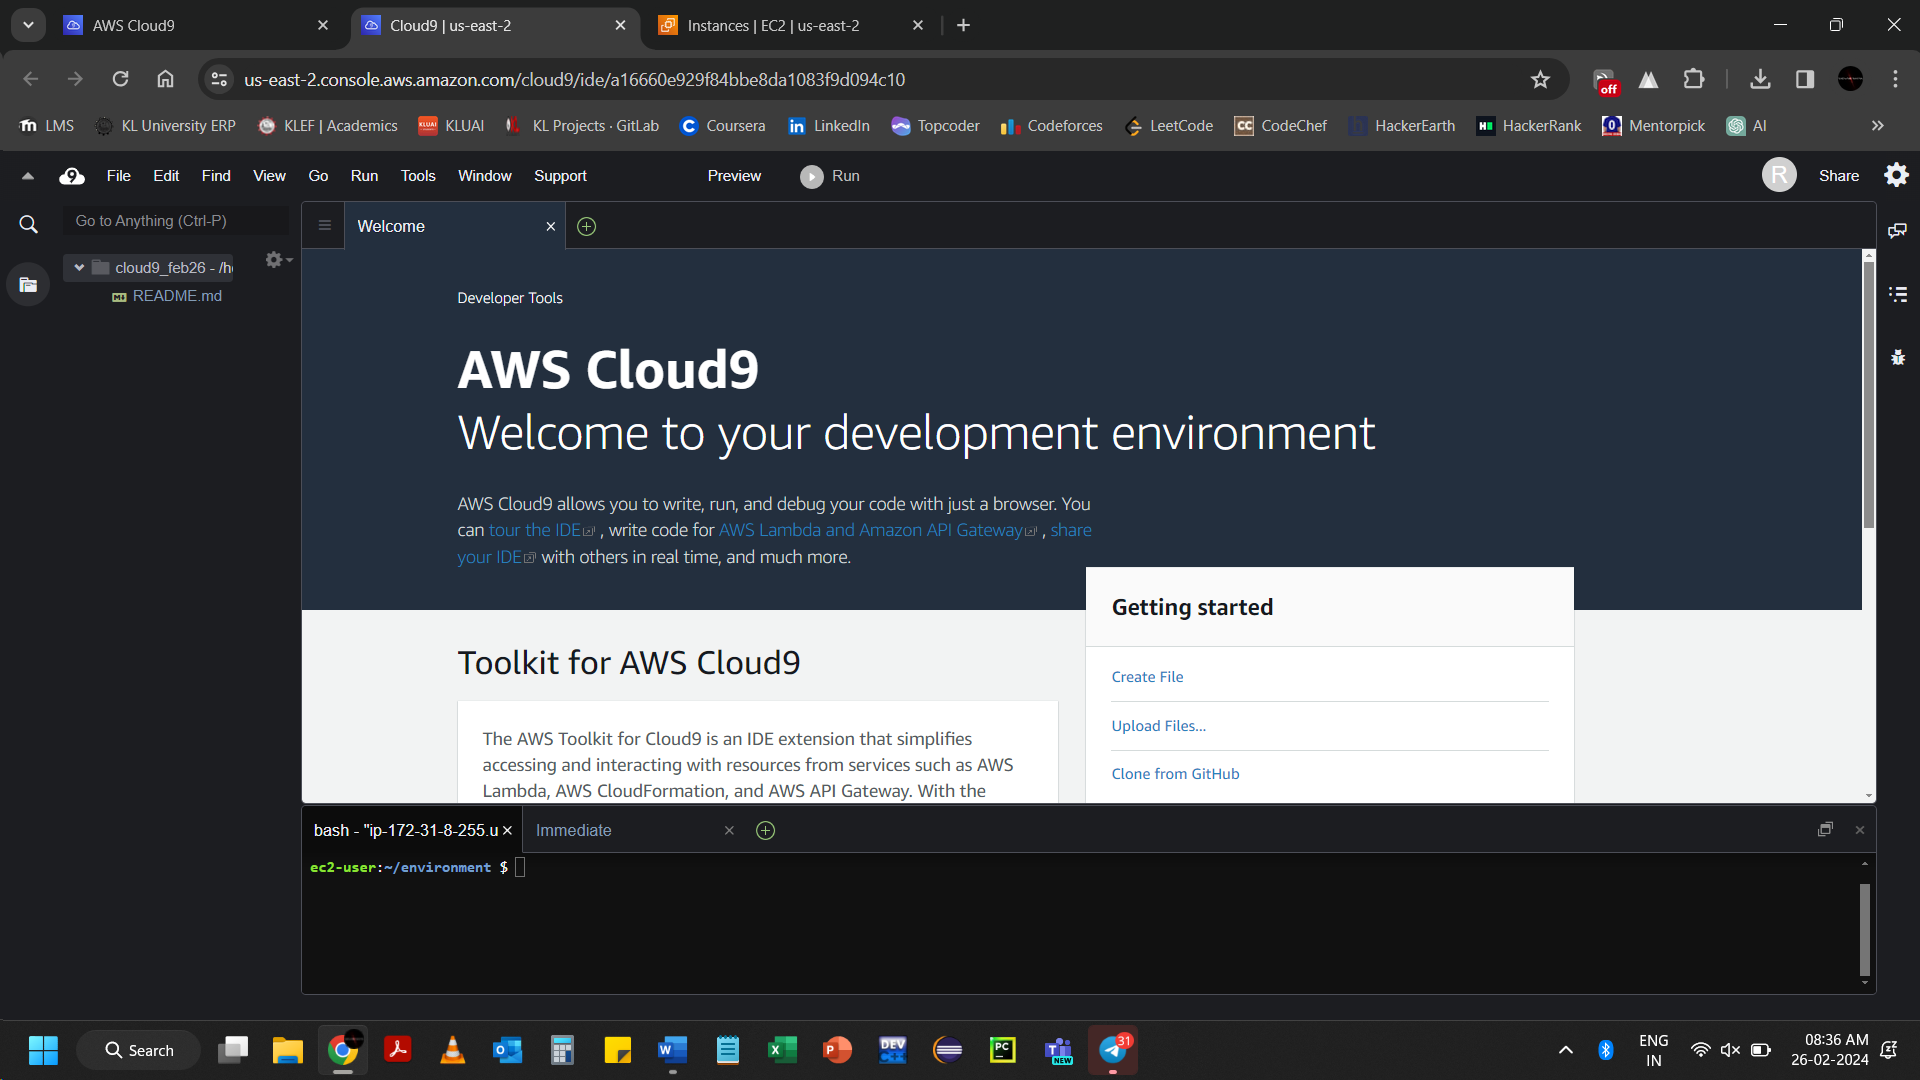 AWS Cloud9
Cloud9 | us-east-2
Instances | EC2 | us-east-2
us-east-2.console.aws.amazon.com/cloud9/ide/a16660e929f84bbe8da1083f9d094c10
off
LMS
KL University ERP
KLEF | Academics
KLUAI
KL Projects · GitLab
Coursera
LinkedIn
Topcoder
Codeforces
LeetCode
CodeChef
HackerEarth
HackerRank
Mentorpick
AI
File
Edit
Find
View
Go
Run
Tools
Window
Support
Preview
Run
R
Share
Go to Anything (Ctrl-P)
Welcome
cloud9_feb26 - /h
README.md
Developer Tools
AWS Cloud9
Welcome to your development environment
AWS Cloud9 allows you to write, run, and debug your code with just a browser. You
can tour the IDE, write code for AWS Lambda and Amazon API Gateway, share
your IDE with others in real time, and much more.
Getting started
Create File
Upload Files...
Clone from GitHub
Toolkit for AWS Cloud9
The AWS Toolkit for Cloud9 is an IDE extension that simplifies
accessing and interacting with resources from services such as AWS
Lambda, AWS CloudFormation, and AWS API Gateway. With the
bash - "ip-172-31-8-255.u
Immediate
ec2-user:~/environment $
Search
31
ENG
IN
08:36 AM
26-02-2024